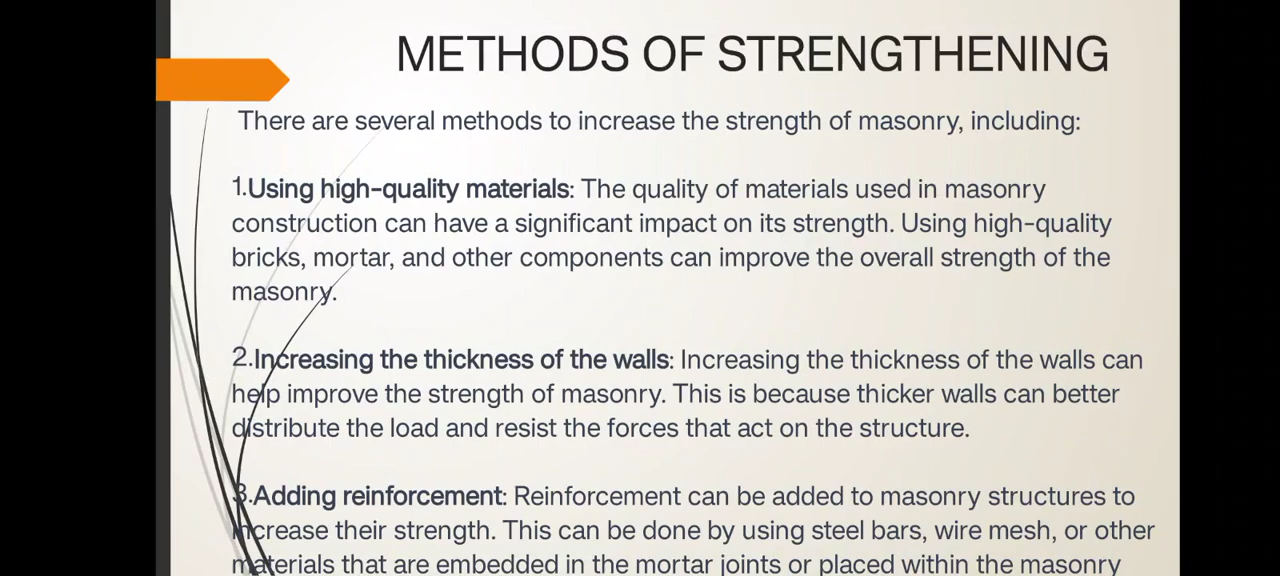 METHODS OF STRENGTHENING
There are several methods to increase the strength of masonry, including:
1.Using high-quality materials: The quality of materials used in masonry
construction can have a significant impact on its strength. Using high-quality
bricks, mortar, and other components can improve the overall strength of the
masonry.
2.Increasing the thickness of the walls: Increasing the thickness of the walls can
help improve the strength of masonry. This is because thicker walls can better
distribute the load and resist the forces that act on the structure.
3.Adding reinforcement: Reinforcement can be added to masonry structures to
increase their strength. This can be done by using steel bars, wire mesh, or other
materials that are embedded in the mortar joints or placed within the masonry